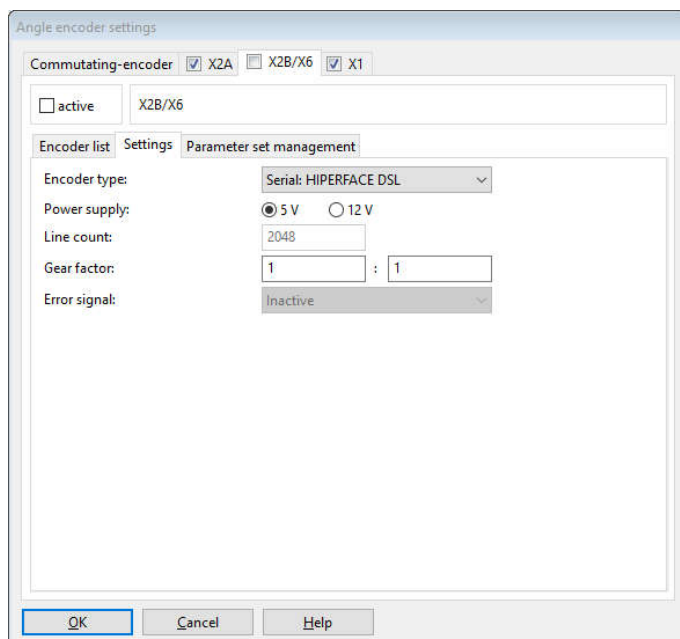 Angle encoder settings
Commutating-encoder X2A X2B/X6 X1
active X2B/X6
Encoder list Settings Parameter set management
Encoder type: Serial: HIPERFACE DSL
Power supply: 5 V 12 V
Line count: 2048
Gear factor: 1 : 1
Error signal: Inactive
OK Cancel Help